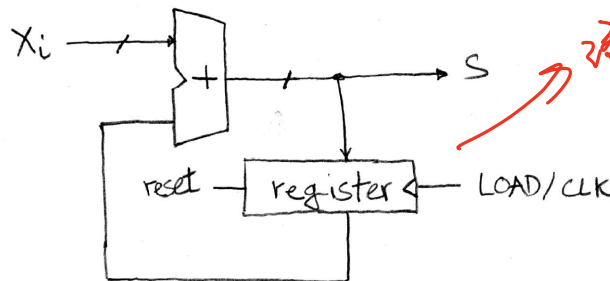 Xi
+
S
reset
register
LOAD/CLK